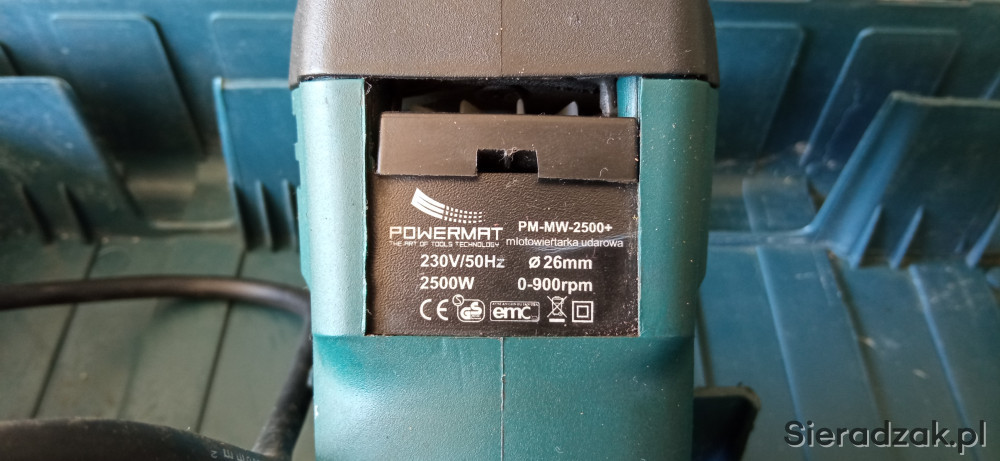 POWERMAT
THE ART OF TOOLS TECHNOLOGY
PM-MW-2500+
młotowiertarka udarowa
230V/50Hz ø 26mm
2500W 0-900rpm
CE GS emc
Sieradzak.pl